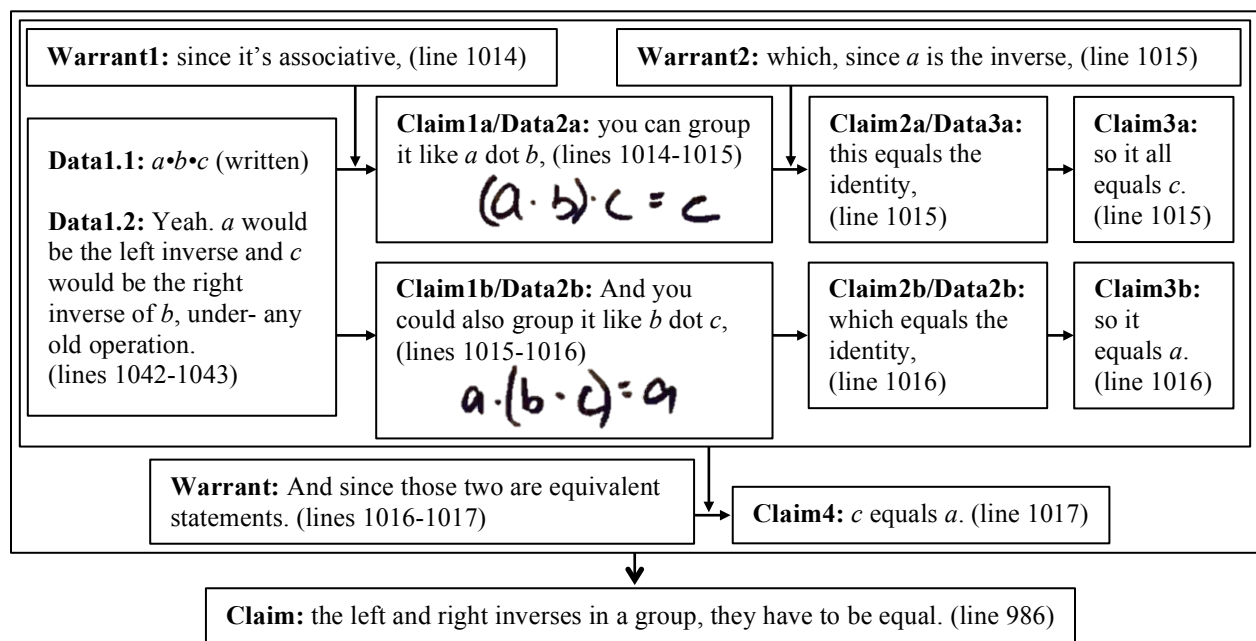 Warrant1: since it's associative, (line 1014)
Warrant2: which, since a is the inverse, (line 1015)
Data1.1: a•b•c (written)
Data1.2: Yeah. a would
be the left inverse and c
would be the right
inverse of b, under- any
old operation.
(lines 1042-1043)
Claim1a/Data2a: you can group
it like a dot b, (lines 1014-1015)
(a · b) · c = c
Claim2a/Data3a:
this equals the
identity,
(line 1015)
Claim3a:
so it all
equals c.
(line 1015)
Claim1b/Data2b: And you
could also group it like b dot c,
(lines 1015-1016)
a · (b · c) = a
Claim2b/Data2b:
which equals the
identity,
(line 1016)
Claim3b:
so it
equals a.
(line 1016)
Warrant: And since those two are equivalent
statements. (lines 1016-1017)
Claim4: c equals a. (line 1017)
Claim: the left and right inverses in a group, they have to be equal. (line 986)